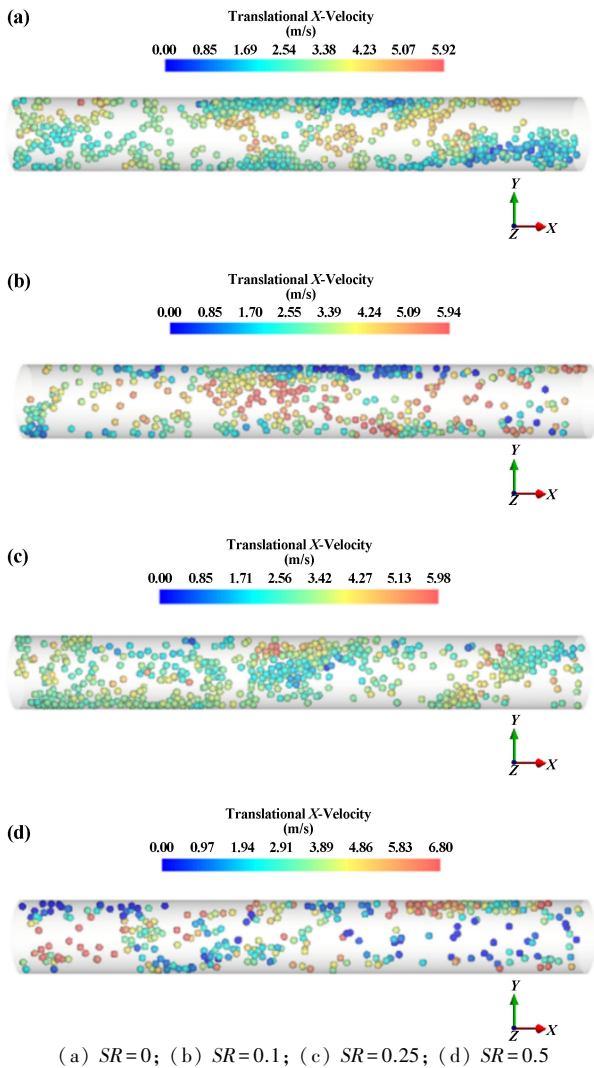 (a)
Translational X-Velocity
(m/s)
0.00 0.85 1.69 2.54 3.38 4.23 5.07 5.92
Y
Z X
(b)
Translational X-Velocity
(m/s)
0.00 0.85 1.70 2.55 3.39 4.24 5.09 5.94
Y
Z X
(c)
Translational X-Velocity
(m/s)
0.00 0.85 1.71 2.56 3.42 4.27 5.13 5.98
Y
Z X
(d)
Translational X-Velocity
(m/s)
0.00 0.97 1.94 2.91 3.89 4.86 5.83 6.80
Y
Z X
(a) SR=0; (b) SR=0.1; (c) SR=0.25; (d) SR=0.5